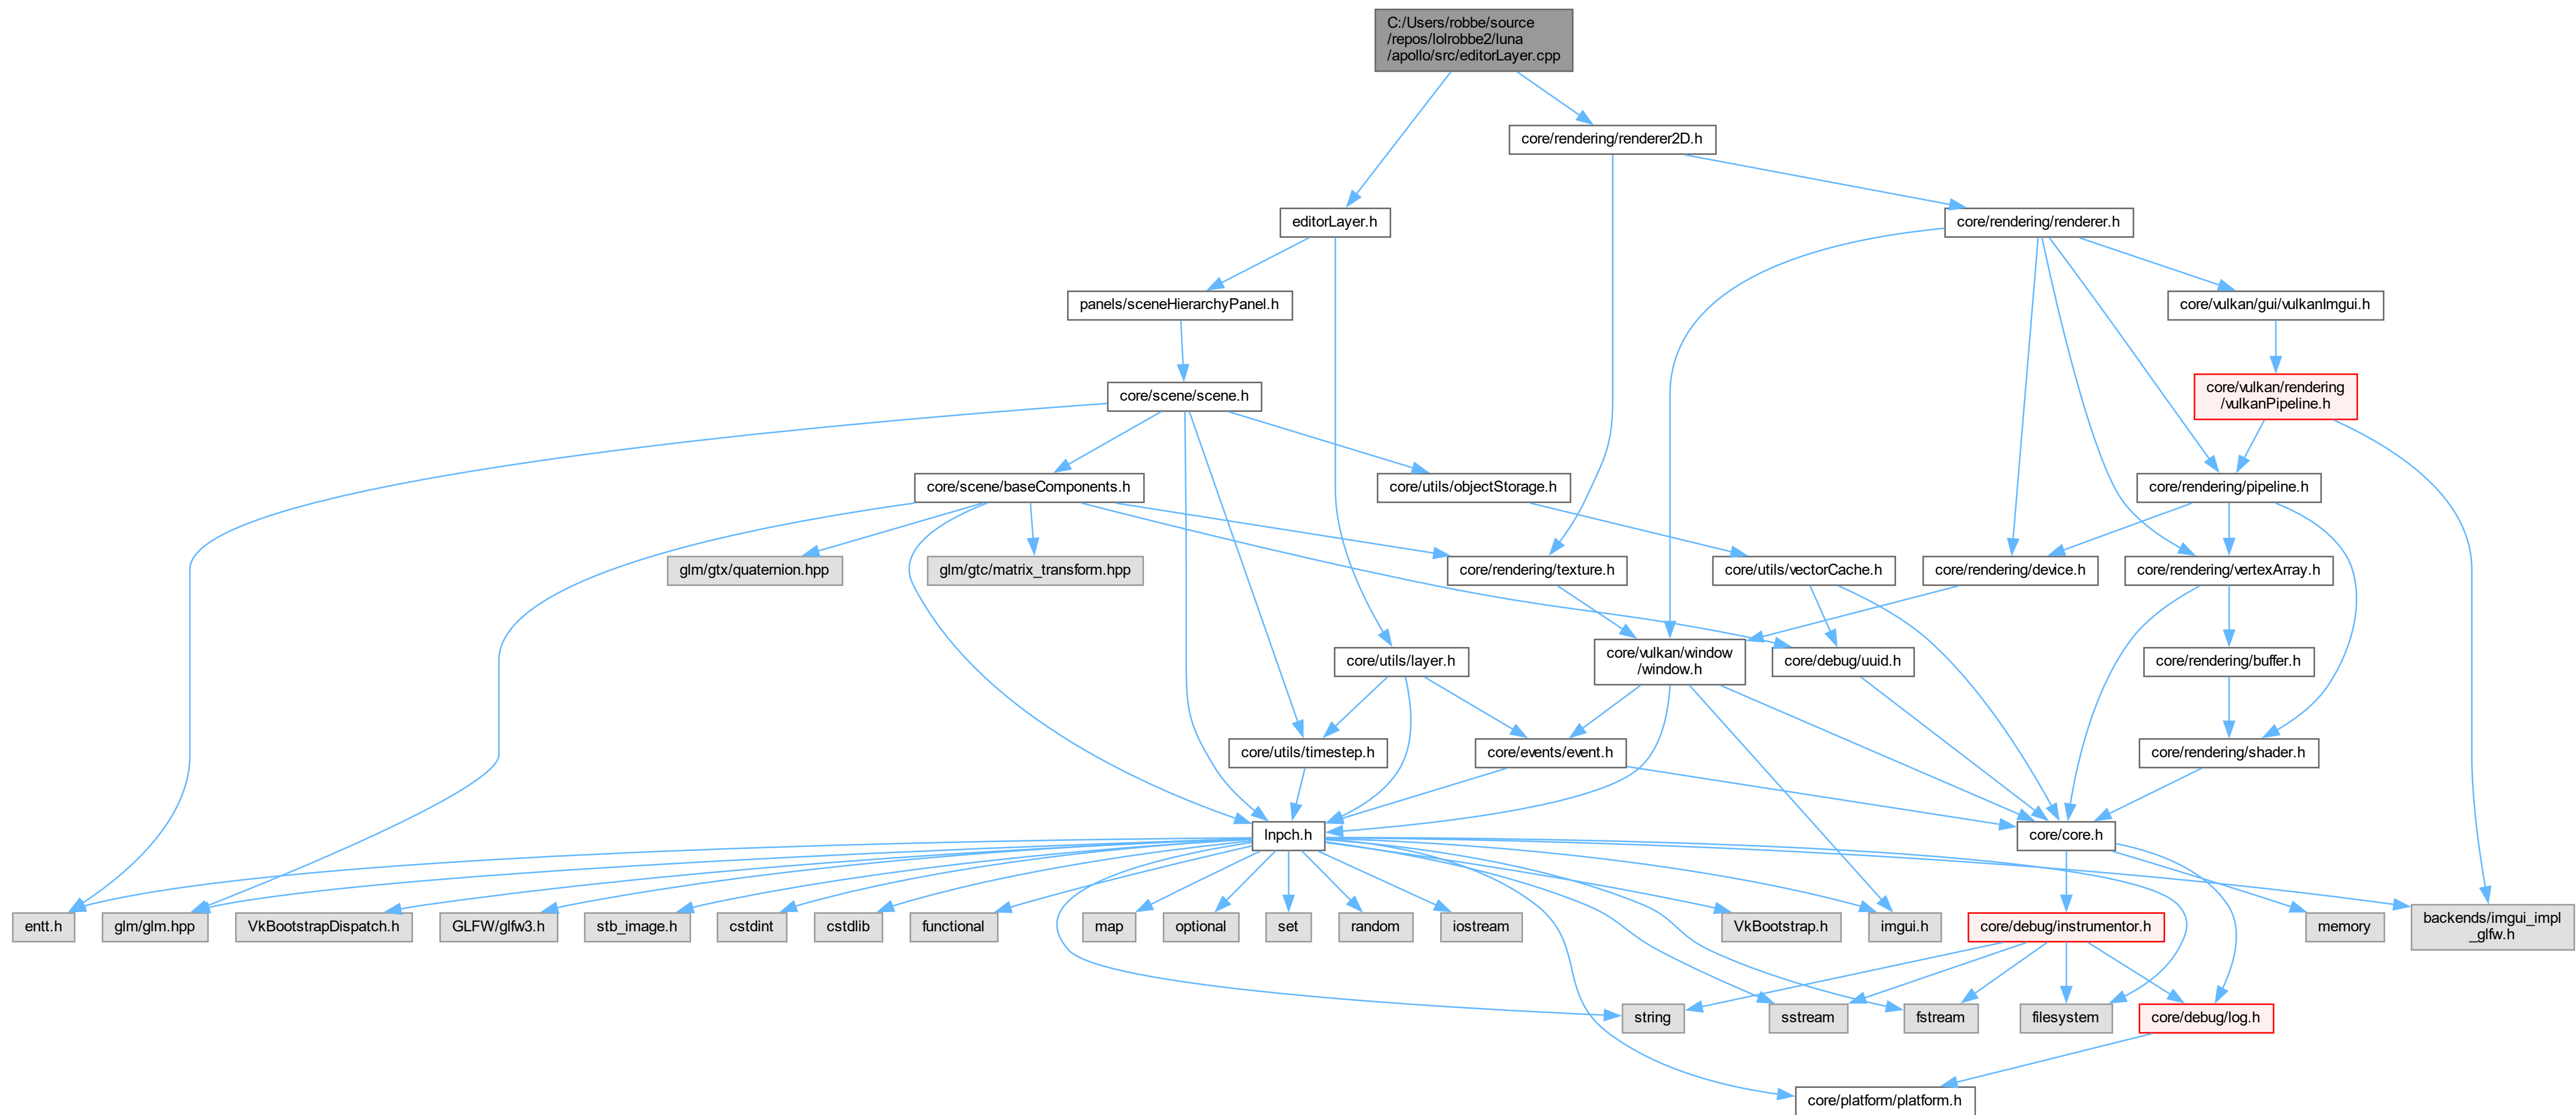 C:/Users/robbe/source
/repos/lolrobbe2/luna
/apollo/src/editorLayer.cpp
core/rendering/renderer2D.h
editorLayer.h
core/rendering/renderer.h
panels/sceneHierarchyPanel.h
core/vulkan/gui/vulkanImgui.h
core/scene/scene.h
core/vulkan/rendering
/vulkanPipeline.h
core/scene/baseComponents.h
core/utils/objectStorage.h
core/rendering/pipeline.h
glm/gtx/quaternion.hpp
glm/gtc/matrix_transform.hpp
core/rendering/texture.h
core/utils/vectorCache.h
core/rendering/device.h
core/rendering/vertexArray.h
core/utils/layer.h
core/vulkan/window
/window.h
core/debug/uuid.h
core/rendering/buffer.h
core/utils/timestep.h
core/events/event.h
core/rendering/shader.h
lnpch.h
core/core.h
entt.h
glm/glm.hpp
VkBootstrapDispatch.h
GLFW/glfw3.h
stb_image.h
cstdint
cstdlib
functional
map
optional
set
random
iostream
VkBootstrap.h
imgui.h
core/debug/instrumentor.h
memory
backends/imgui_impl
_glfw.h
string
sstream
fstream
filesystem
core/debug/log.h
core/platform/platform.h